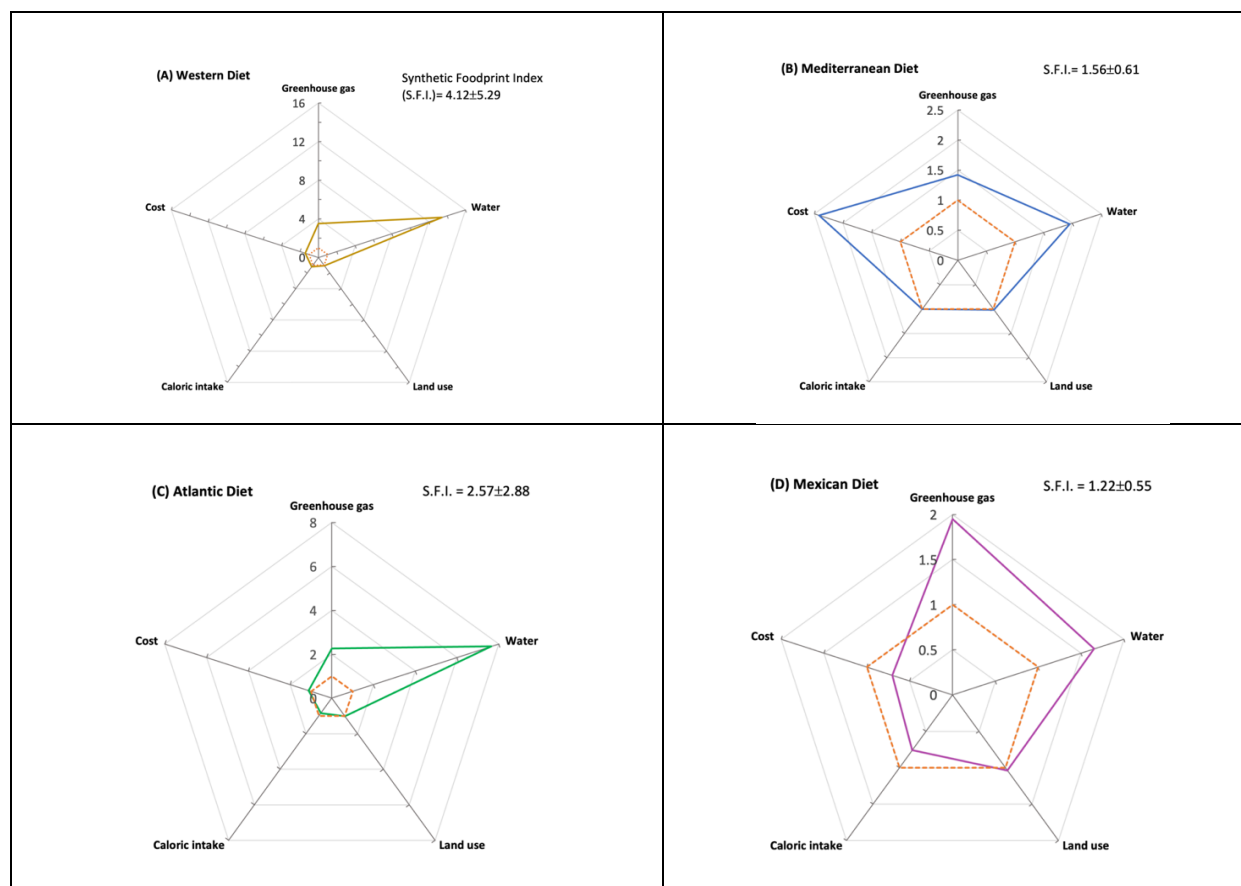 (A) Western Diet
Synthetic Foodprint Index
(S.F.I.)= 4.12±5.29
Greenhouse gas
16
12
8
4
0
Cost
Water
Caloric intake
Land use
(B) Mediterranean Diet
S.F.I.= 1.56±0.61
Greenhouse gas
2.5
2
1.5
1
0.5
0
Cost
Water
Caloric intake
Land use
(C) Atlantic Diet
S.F.I. = 2.57±2.88
Greenhouse gas
8
6
4
2
0
Cost
Water
Caloric intake
Land use
(D) Mexican Diet
S.F.I. = 1.22±0.55
Greenhouse gas
2
1.5
1
0.5
0
Cost
Water
Caloric intake
Land use